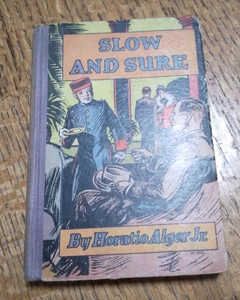 SLOW
AND SURE
By Horatio Alger Jr.